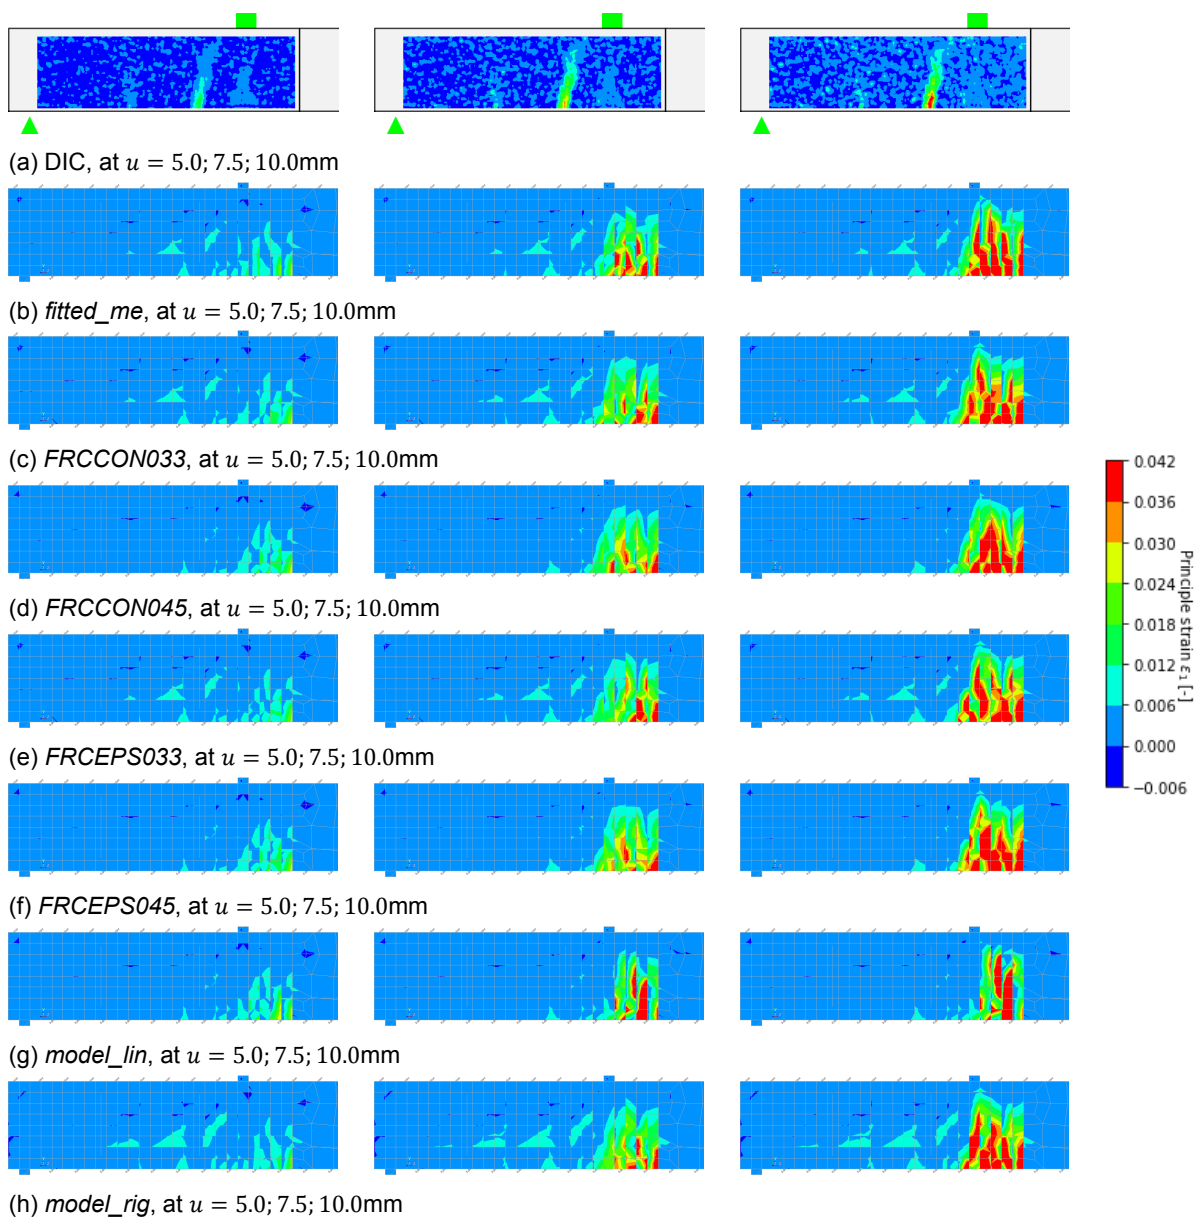 (a) DIC, at u = 5.0; 7.5; 10.0mm
(b) fitted_me, at u = 5.0; 7.5; 10.0mm
(c) FRCCON033, at u = 5.0; 7.5; 10.0mm
(d) FRCCON045, at u = 5.0; 7.5; 10.0mm
(e) FRCEPS033, at u = 5.0; 7.5; 10.0mm
(f) FRCEPS045, at u = 5.0; 7.5; 10.0mm
(g) model_lin, at u = 5.0; 7.5; 10.0mm
(h) model_rig, at u = 5.0; 7.5; 10.0mm
0.042
0.036
0.030
0.024
0.018
0.012
0.006
0.000
−0.006
Principle strain ε₁ [-]